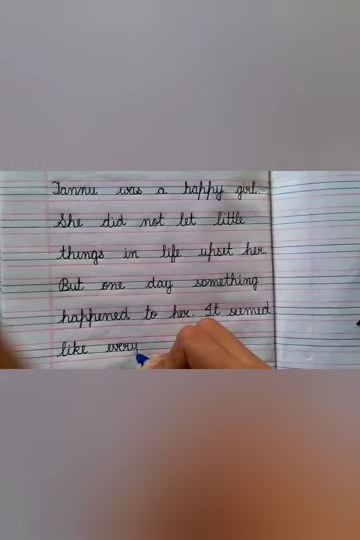 Tannu was a happy girl.
She did not let little
things in life upset her.
But one day something
happened to her. It seemed
like every